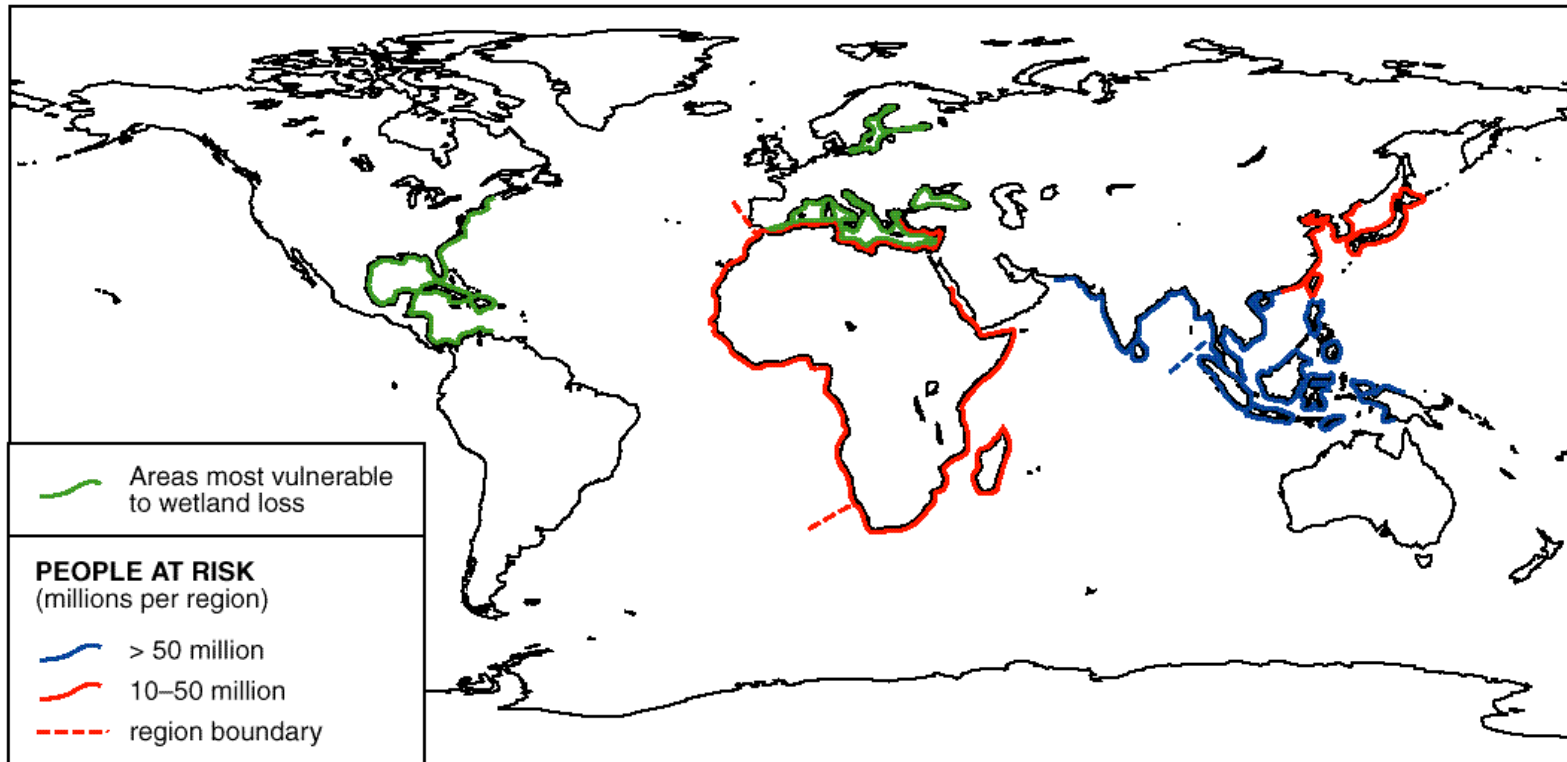 Areas most vulnerable
to wetland loss
PEOPLE AT RISK
(millions per region)
> 50 million
10–50 million
region boundary